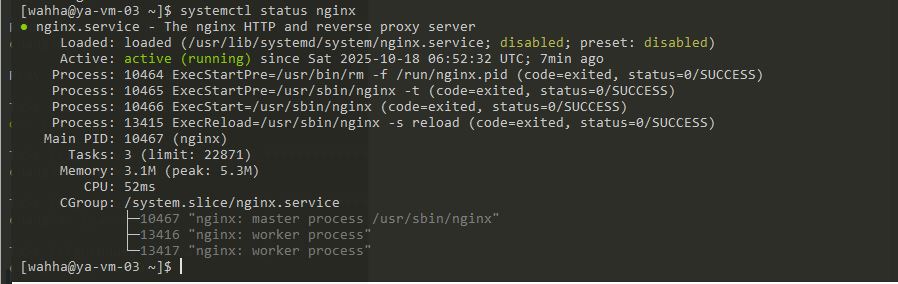 [wahha@ya-vm-03 ~]$ systemctl status nginx
● nginx.service - The nginx HTTP and reverse proxy server
     Loaded: loaded (/usr/lib/systemd/system/nginx.service; disabled; preset: disabled)
     Active: active (running) since Sat 2025-10-18 06:52:32 UTC; 7min ago
    Process: 10464 ExecStartPre=/usr/bin/rm -f /run/nginx.pid (code=exited, status=0/SUCCESS)
    Process: 10465 ExecStartPre=/usr/sbin/nginx -t (code=exited, status=0/SUCCESS)
    Process: 10466 ExecStart=/usr/sbin/nginx (code=exited, status=0/SUCCESS)
    Process: 13415 ExecReload=/usr/sbin/nginx -s reload (code=exited, status=0/SUCCESS)
   Main PID: 10467 (nginx)
      Tasks: 3 (limit: 22871)
     Memory: 3.1M (peak: 5.3M)
        CPU: 52ms
     CGroup: /system.slice/nginx.service
             ├─10467 "nginx: master process /usr/sbin/nginx"
             ├─13416 "nginx: worker process"
             └─13417 "nginx: worker process"
[wahha@ya-vm-03 ~]$